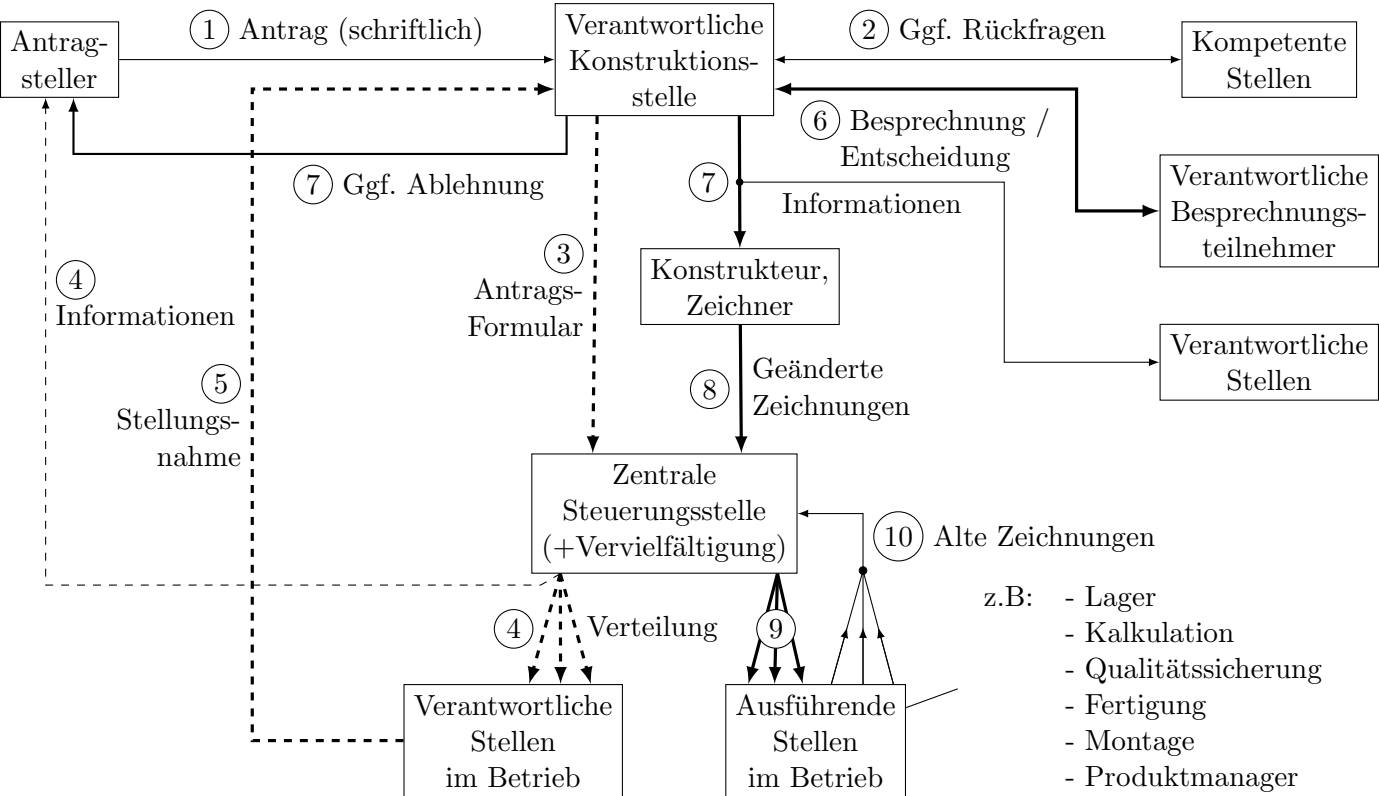 Antrag-
steller
1 Antrag (schriftlich)
Verantwortliche
Konstruktions-
stelle
2 Ggf. Rückfragen
Kompetente
Stellen
6 Besprechnung /
Entscheidung
7 Ggf. Ablehnung
7
Informationen
Verantwortliche
Besprechnungs-
teilnehmer
3
Antrags-
Formular
Konstrukteur,
Zeichner
4
Informationen
Verantwortliche
Stellen
5
Stellungs-
nahme
8
Geänderte
Zeichnungen
Zentrale
Steuerungsstelle
(+Vervielfältigung)
10 Alte Zeichnungen
4 Verteilung
9
z.B: - Lager
- Kalkulation
- Qualitätssicherung
- Fertigung
- Montage
- Produktmanager
Verantwortliche
Stellen
im Betrieb
Ausführende
Stellen
im Betrieb